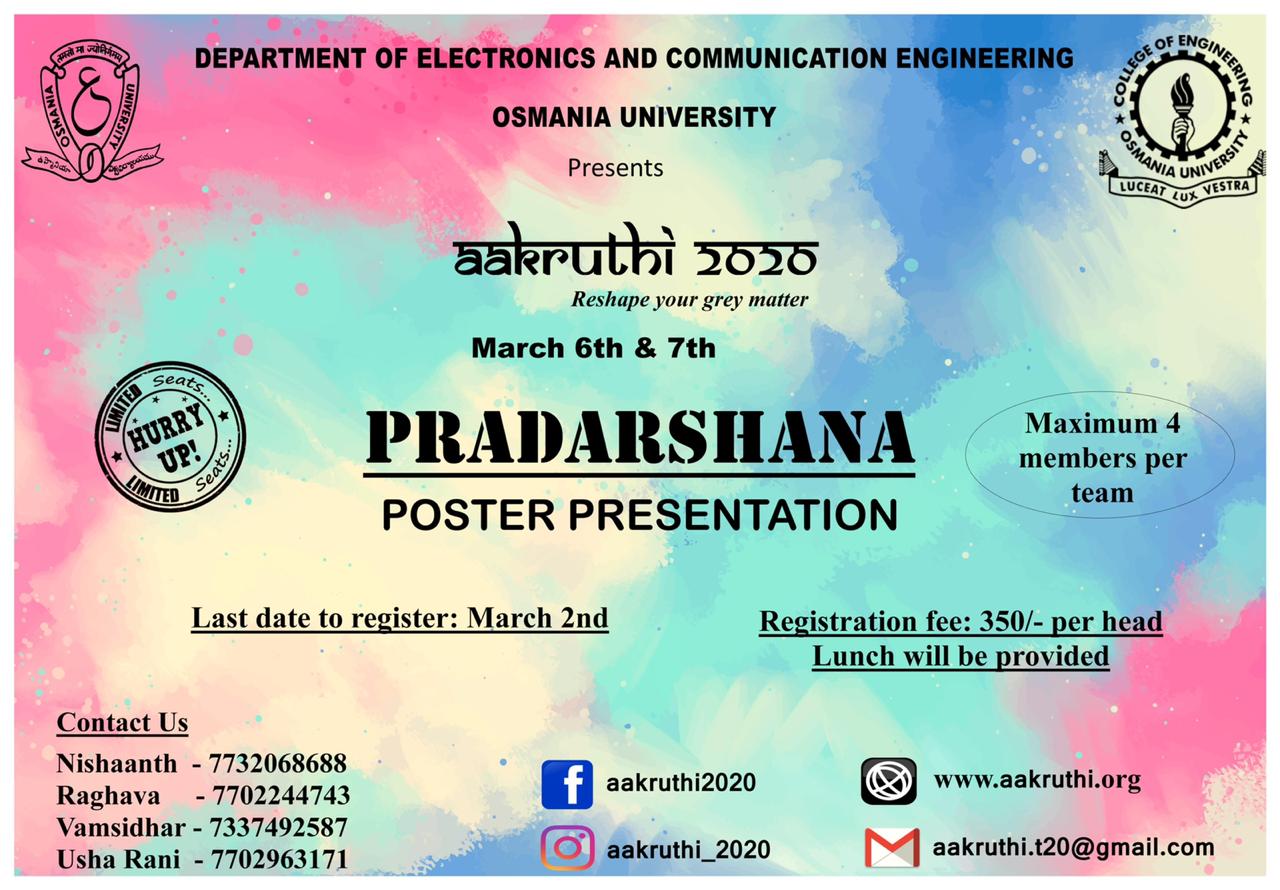 DEPARTMENT OF ELECTRONICS AND COMMUNICATION ENGINEERING
OSMANIA UNIVERSITY
Presents
तमसो मा ज्योतिर्गमय
OSMANIA UNIVERSITY
ع
COLLEGE OF ENGINEERING
OSMANIA UNIVERSITY
LUCEAT LUX VESTRA
aakruthi 2020
Reshape your grey matter
March 6th & 7th
LIMITED Seats...
HURRY
UP!
LIMITED Seats...
PRADARSHANA
POSTER PRESENTATION
Maximum 4
members per
team
Last date to register: March 2nd
Registration fee: 350/- per head
Lunch will be provided
Contact Us
Nishaanth - 7732068688
Raghava - 7702244743
Vamsidhar - 7337492587
Usha Rani - 7702963171
aakruthi2020
aakruthi_2020
www.aakruthi.org
aakruthi.t20@gmail.com